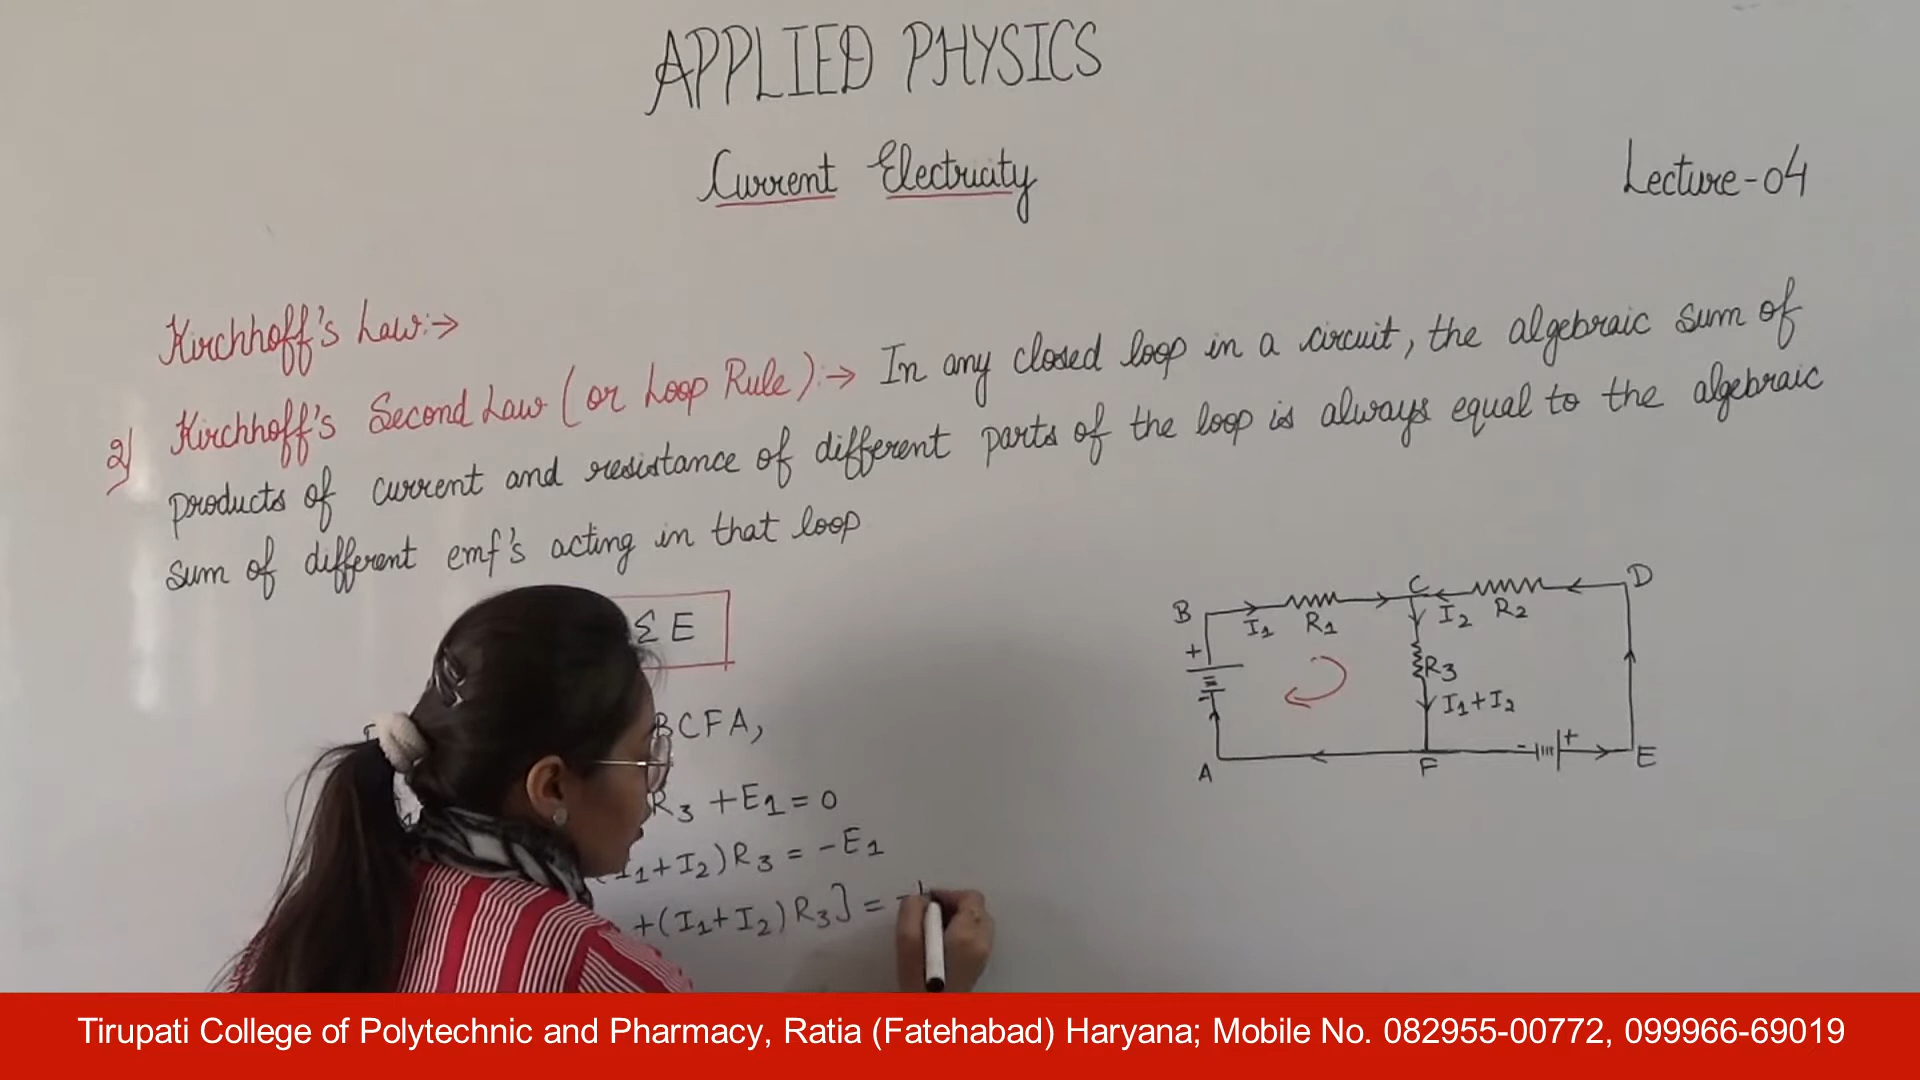 APPLIED PHYSICS
Current Electricity
Lecture-04
Kirchhoff's Law:→
2) Kirchhoff's Second Law (or Loop Rule):→ In any closed loop in a circuit, the algebraic sum of
products of current and resistance of different parts of the loop is always equal to the algebraic
sum of different emf's acting in that loop
Σ E
BCFA,
R3 +E1 = 0
(I1+I2)R3 = -E1
+(I1+I2)R3] = -
B I1 R1 C I2 R2 D
+
R3
I1+I2
- +
A F E
Tirupati College of Polytechnic and Pharmacy, Ratia (Fatehabad) Haryana; Mobile No. 082955-00772, 099966-69019